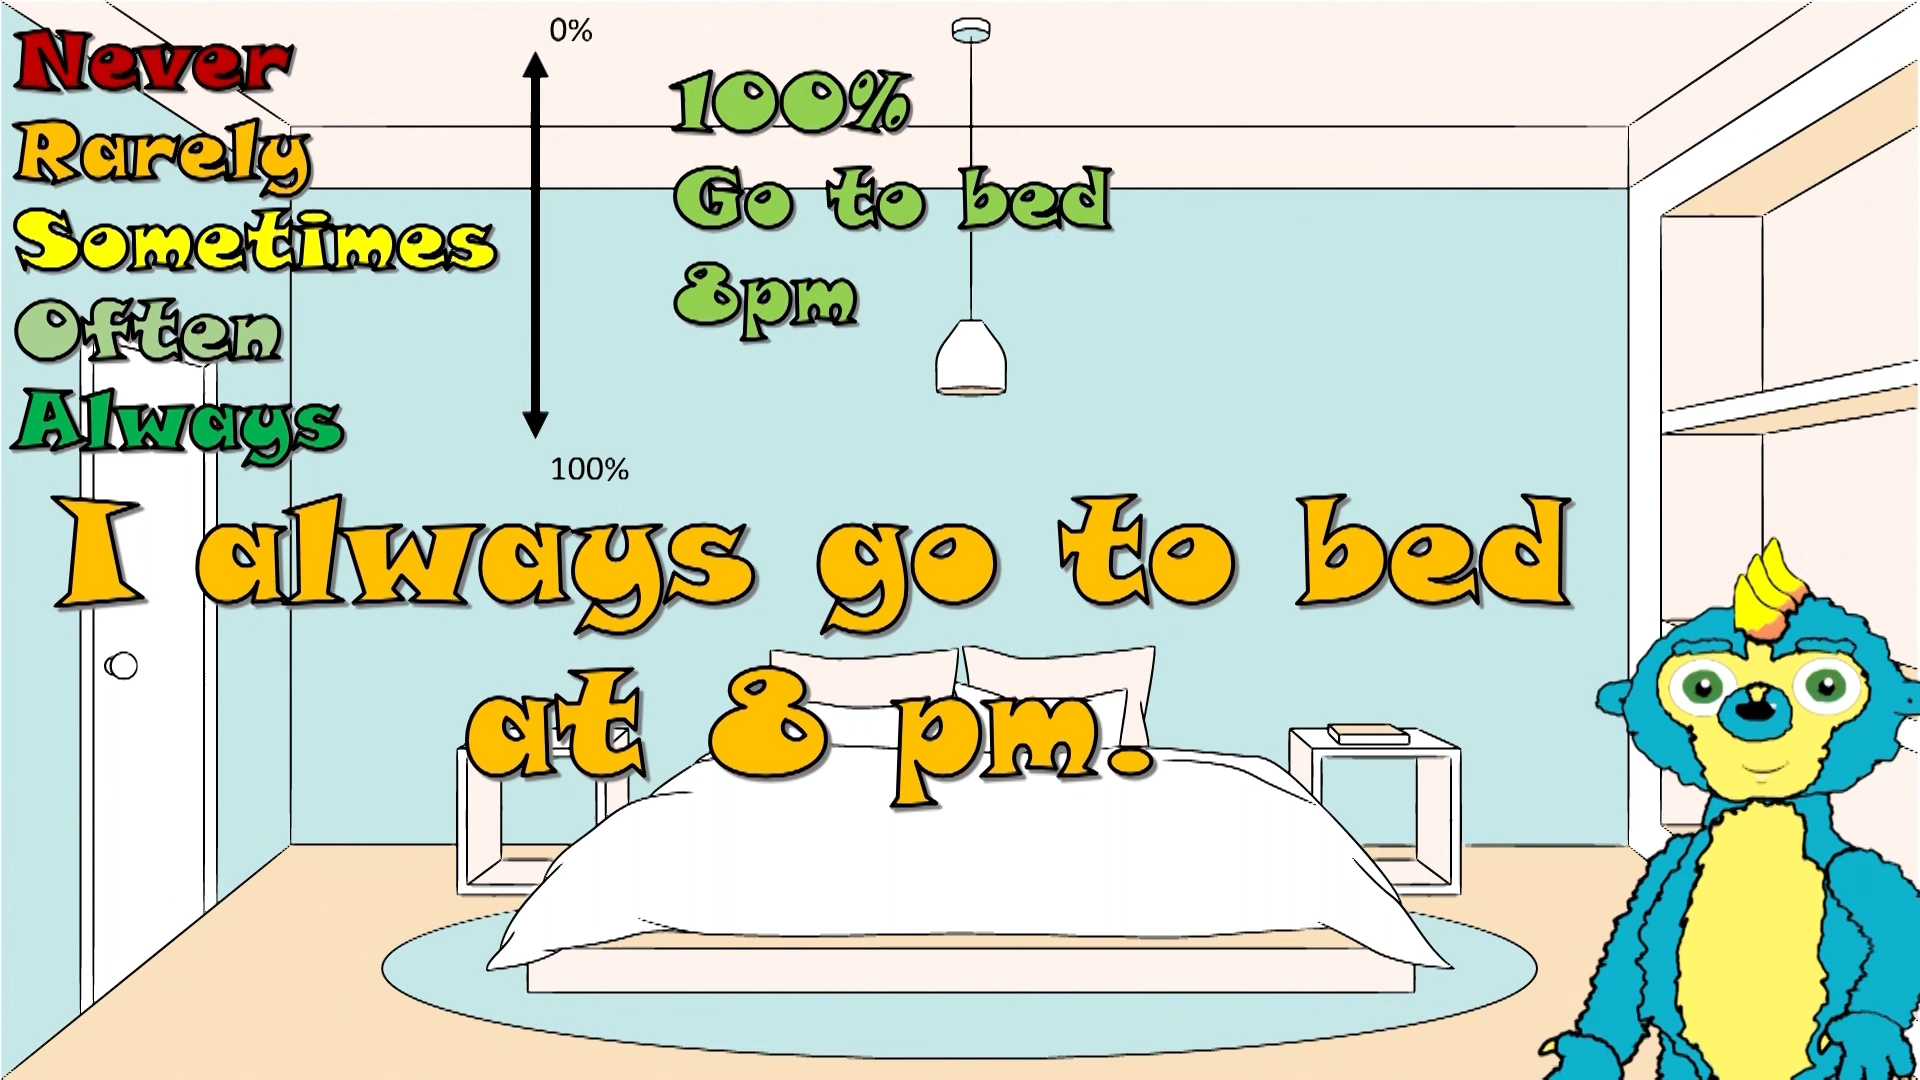 Never
Rarely
Sometimes
Often
Always
0%
100%
100%
Go to bed
8pm
I always go to bed
at 8 pm.